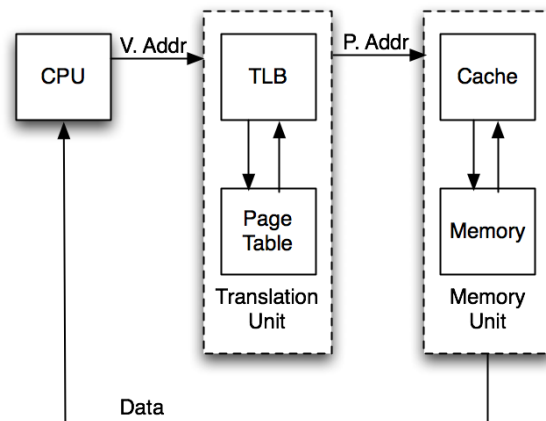 V. Addr
P. Addr
CPU
TLB
Cache
Page
Table
Memory
Translation
Unit
Memory
Unit
Data